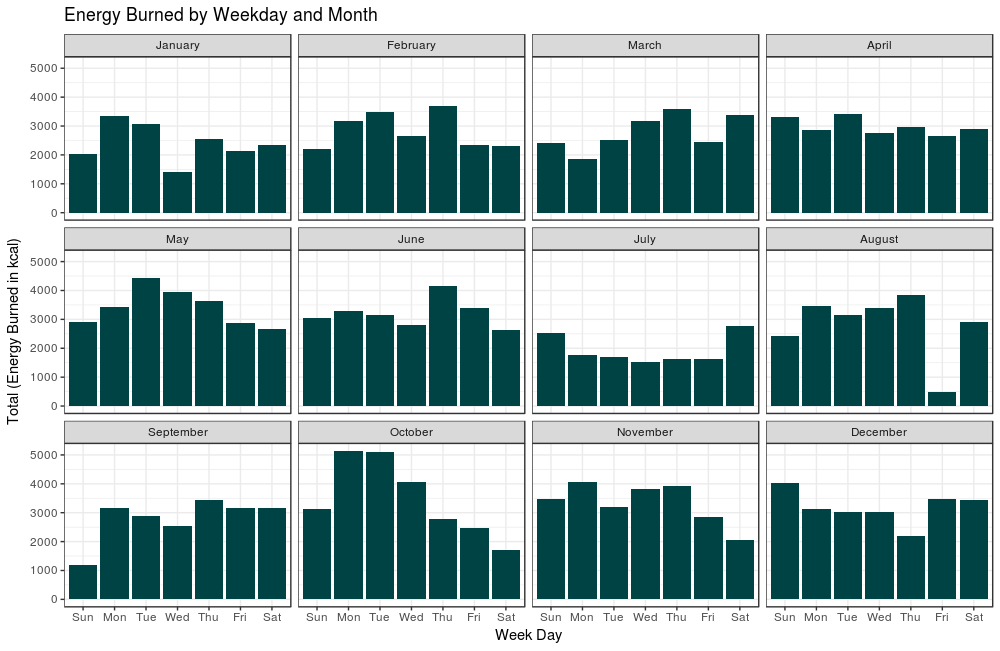 Energy Burned by Weekday and Month
January February March April
5000
4000
3000
2000
1000
0
May June July August
5000
4000
3000
2000
1000
0
September October November December
5000
4000
3000
2000
1000
0
Sun Mon Tue Wed Thu Fri Sat Sun Mon Tue Wed Thu Fri Sat Sun Mon Tue Wed Thu Fri Sat Sun Mon Tue Wed Thu Fri Sat
Week Day
Total (Energy Burned in kcal)